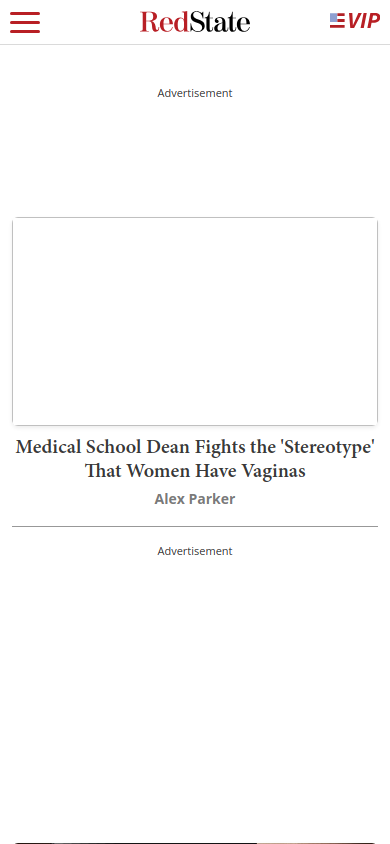 RedState
VIP
Advertisement
Medical School Dean Fights the 'Stereotype'
That Women Have Vaginas
Alex Parker
Advertisement